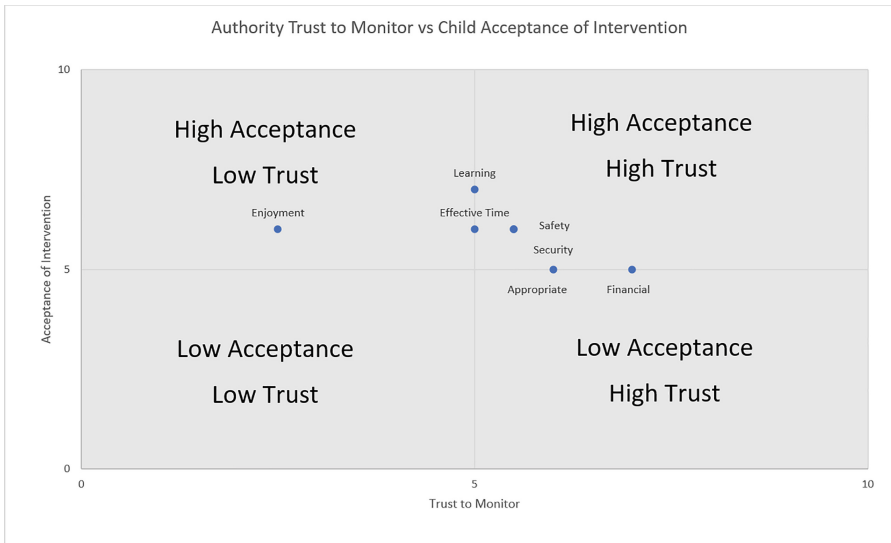 Authority Trust to Monitor vs Child Acceptance of Intervention
10
High Acceptance
Low Trust
High Acceptance
High Trust
Learning
Enjoyment
Effective Time
Safety
Security
5
Appropriate
Financial
Low Acceptance
Low Trust
Low Acceptance
High Trust
Acceptance of Intervention
0
0
5
10
Trust to Monitor